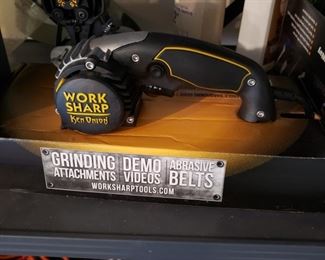 WORK
SHARP
KEN ONION
GRINDING DEMO ABRASIVE
ATTACHMENTS VIDEOS BELTS
WORKSHARPTOOLS.COM